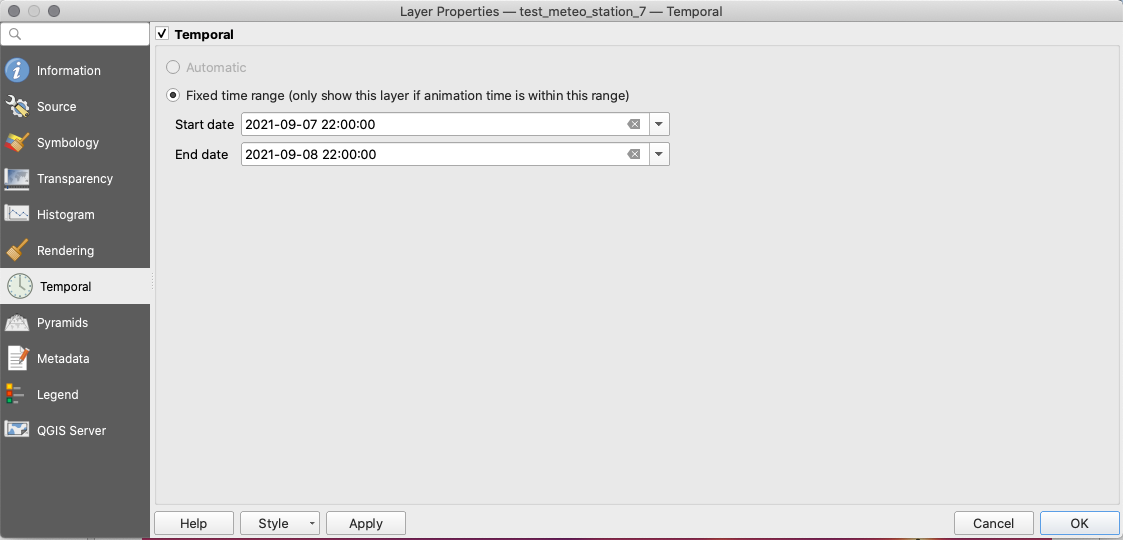 Layer Properties — test_meteo_station_7 — Temporal
Temporal
Information
Source
Symbology
Transparency
Histogram
Rendering
Temporal
Pyramids
Metadata
Legend
QGIS Server
Automatic
Fixed time range (only show this layer if animation time is within this range)
Start date 2021-09-07 22:00:00
End date 2021-09-08 22:00:00
Help Style Apply Cancel OK